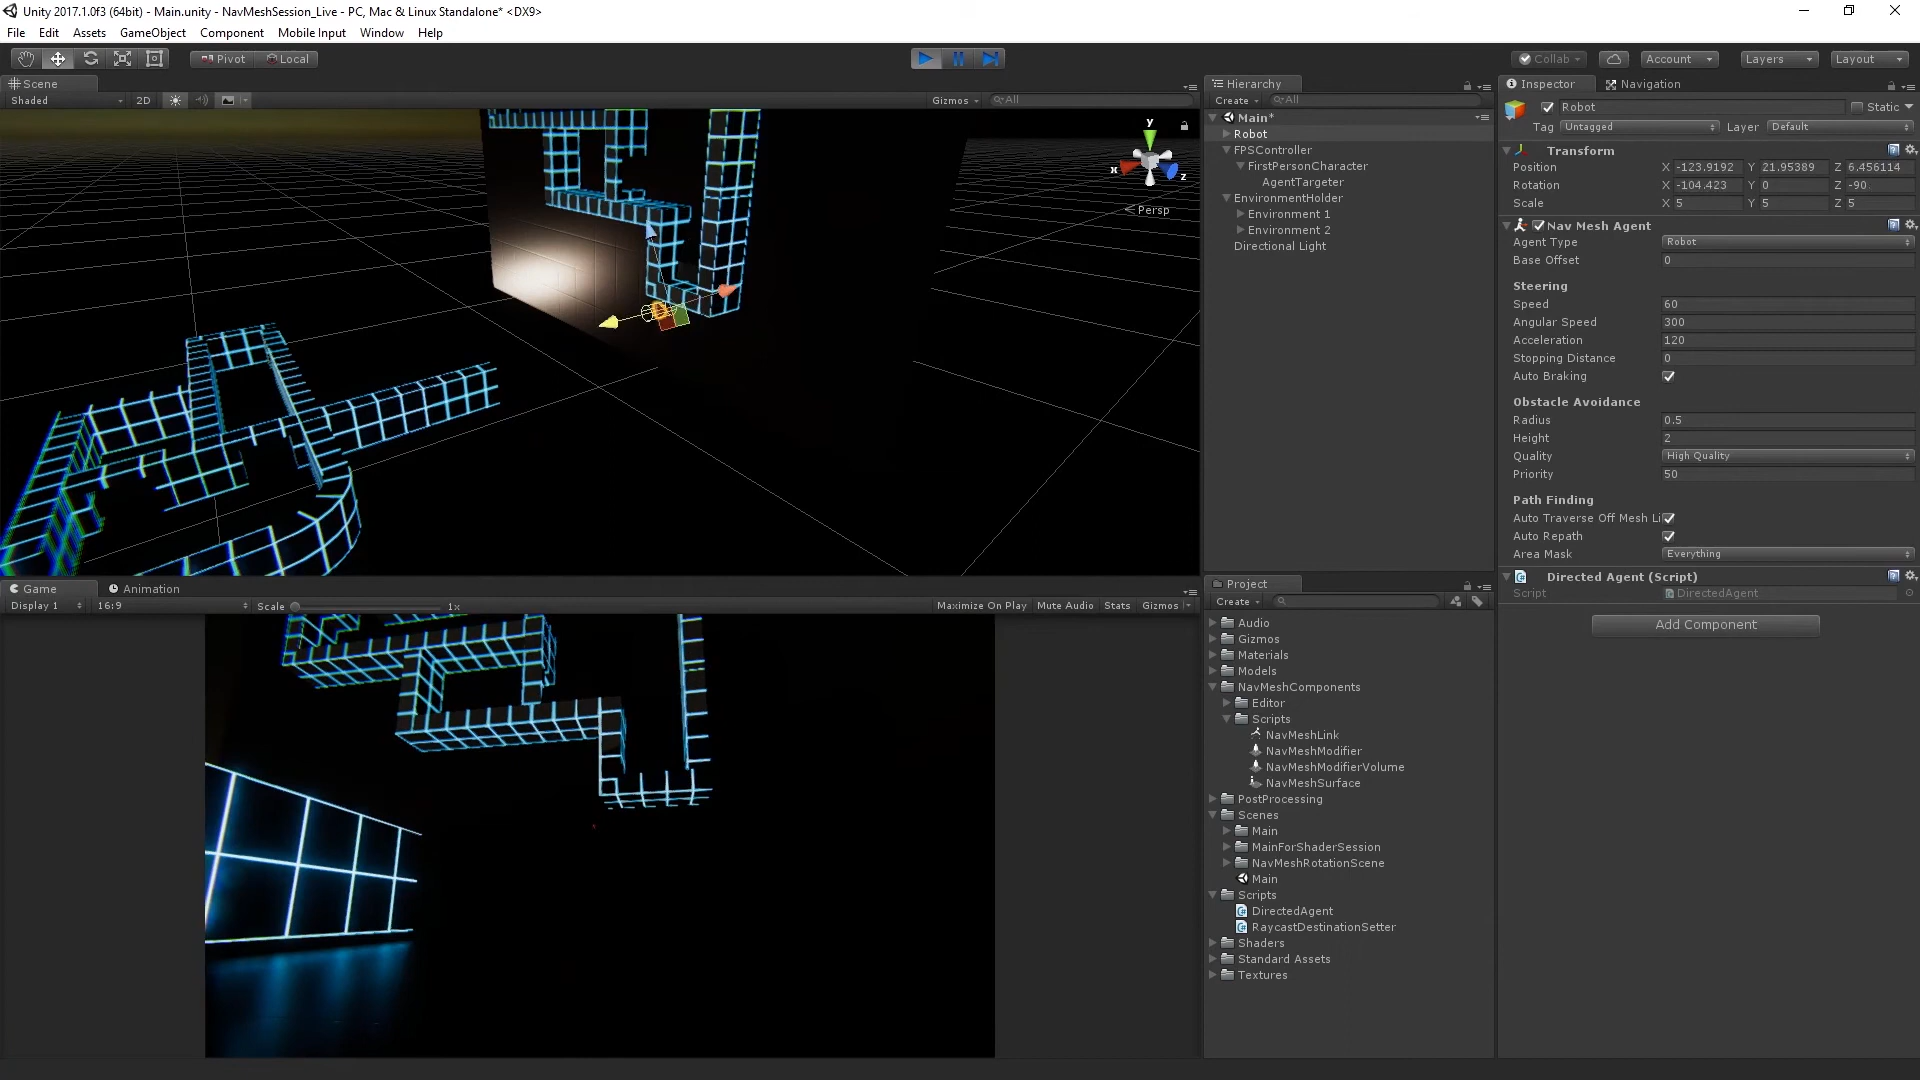 Unity 2017.1.0f3 (64bit) - Main.unity - NavMeshSession_Live - PC, Mac & Linux Standalone* <DX9>
File Edit Assets GameObject Component Mobile Input Window Help
Pivot Local
Collab Account Layers Layout
Scene
Shaded 2D Gizmos All
y
x
z
Persp
Game Animation
Display 1 16:9 Scale 1x Maximize On Play Mute Audio Stats Gizmos
Hierarchy
Create All
Main*
Robot
FPSController
FirstPersonCharacter
AgentTargeter
EnvironmentHolder
Environment 1
Environment 2
Directional Light
Project
Create
Audio
Gizmos
Materials
Models
NavMeshComponents
Editor
Scripts
NavMeshLink
NavMeshModifier
NavMeshModifierVolume
NavMeshSurface
PostProcessing
Scenes
Main
MainForShaderSession
NavMeshRotationScene
Main
Scripts
DirectedAgent
RaycastDestinationSetter
Shaders
Standard Assets
Textures
Inspector Navigation
Robot Static
Tag Untagged Layer Default
Transform
Position X -123.9192 Y 21.95389 Z 6.456114
Rotation X -104.423 Y 0 Z -90.
Scale X 5 Y 5 Z 5
Nav Mesh Agent
Agent Type Robot
Base Offset 0
Steering
Speed 60
Angular Speed 300
Acceleration 120
Stopping Distance 0
Auto Braking
Obstacle Avoidance
Radius 0.5
Height 2
Quality High Quality
Priority 50
Path Finding
Auto Traverse Off Mesh Li
Auto Repath
Area Mask Everything
Directed Agent (Script)
Script DirectedAgent
Add Component